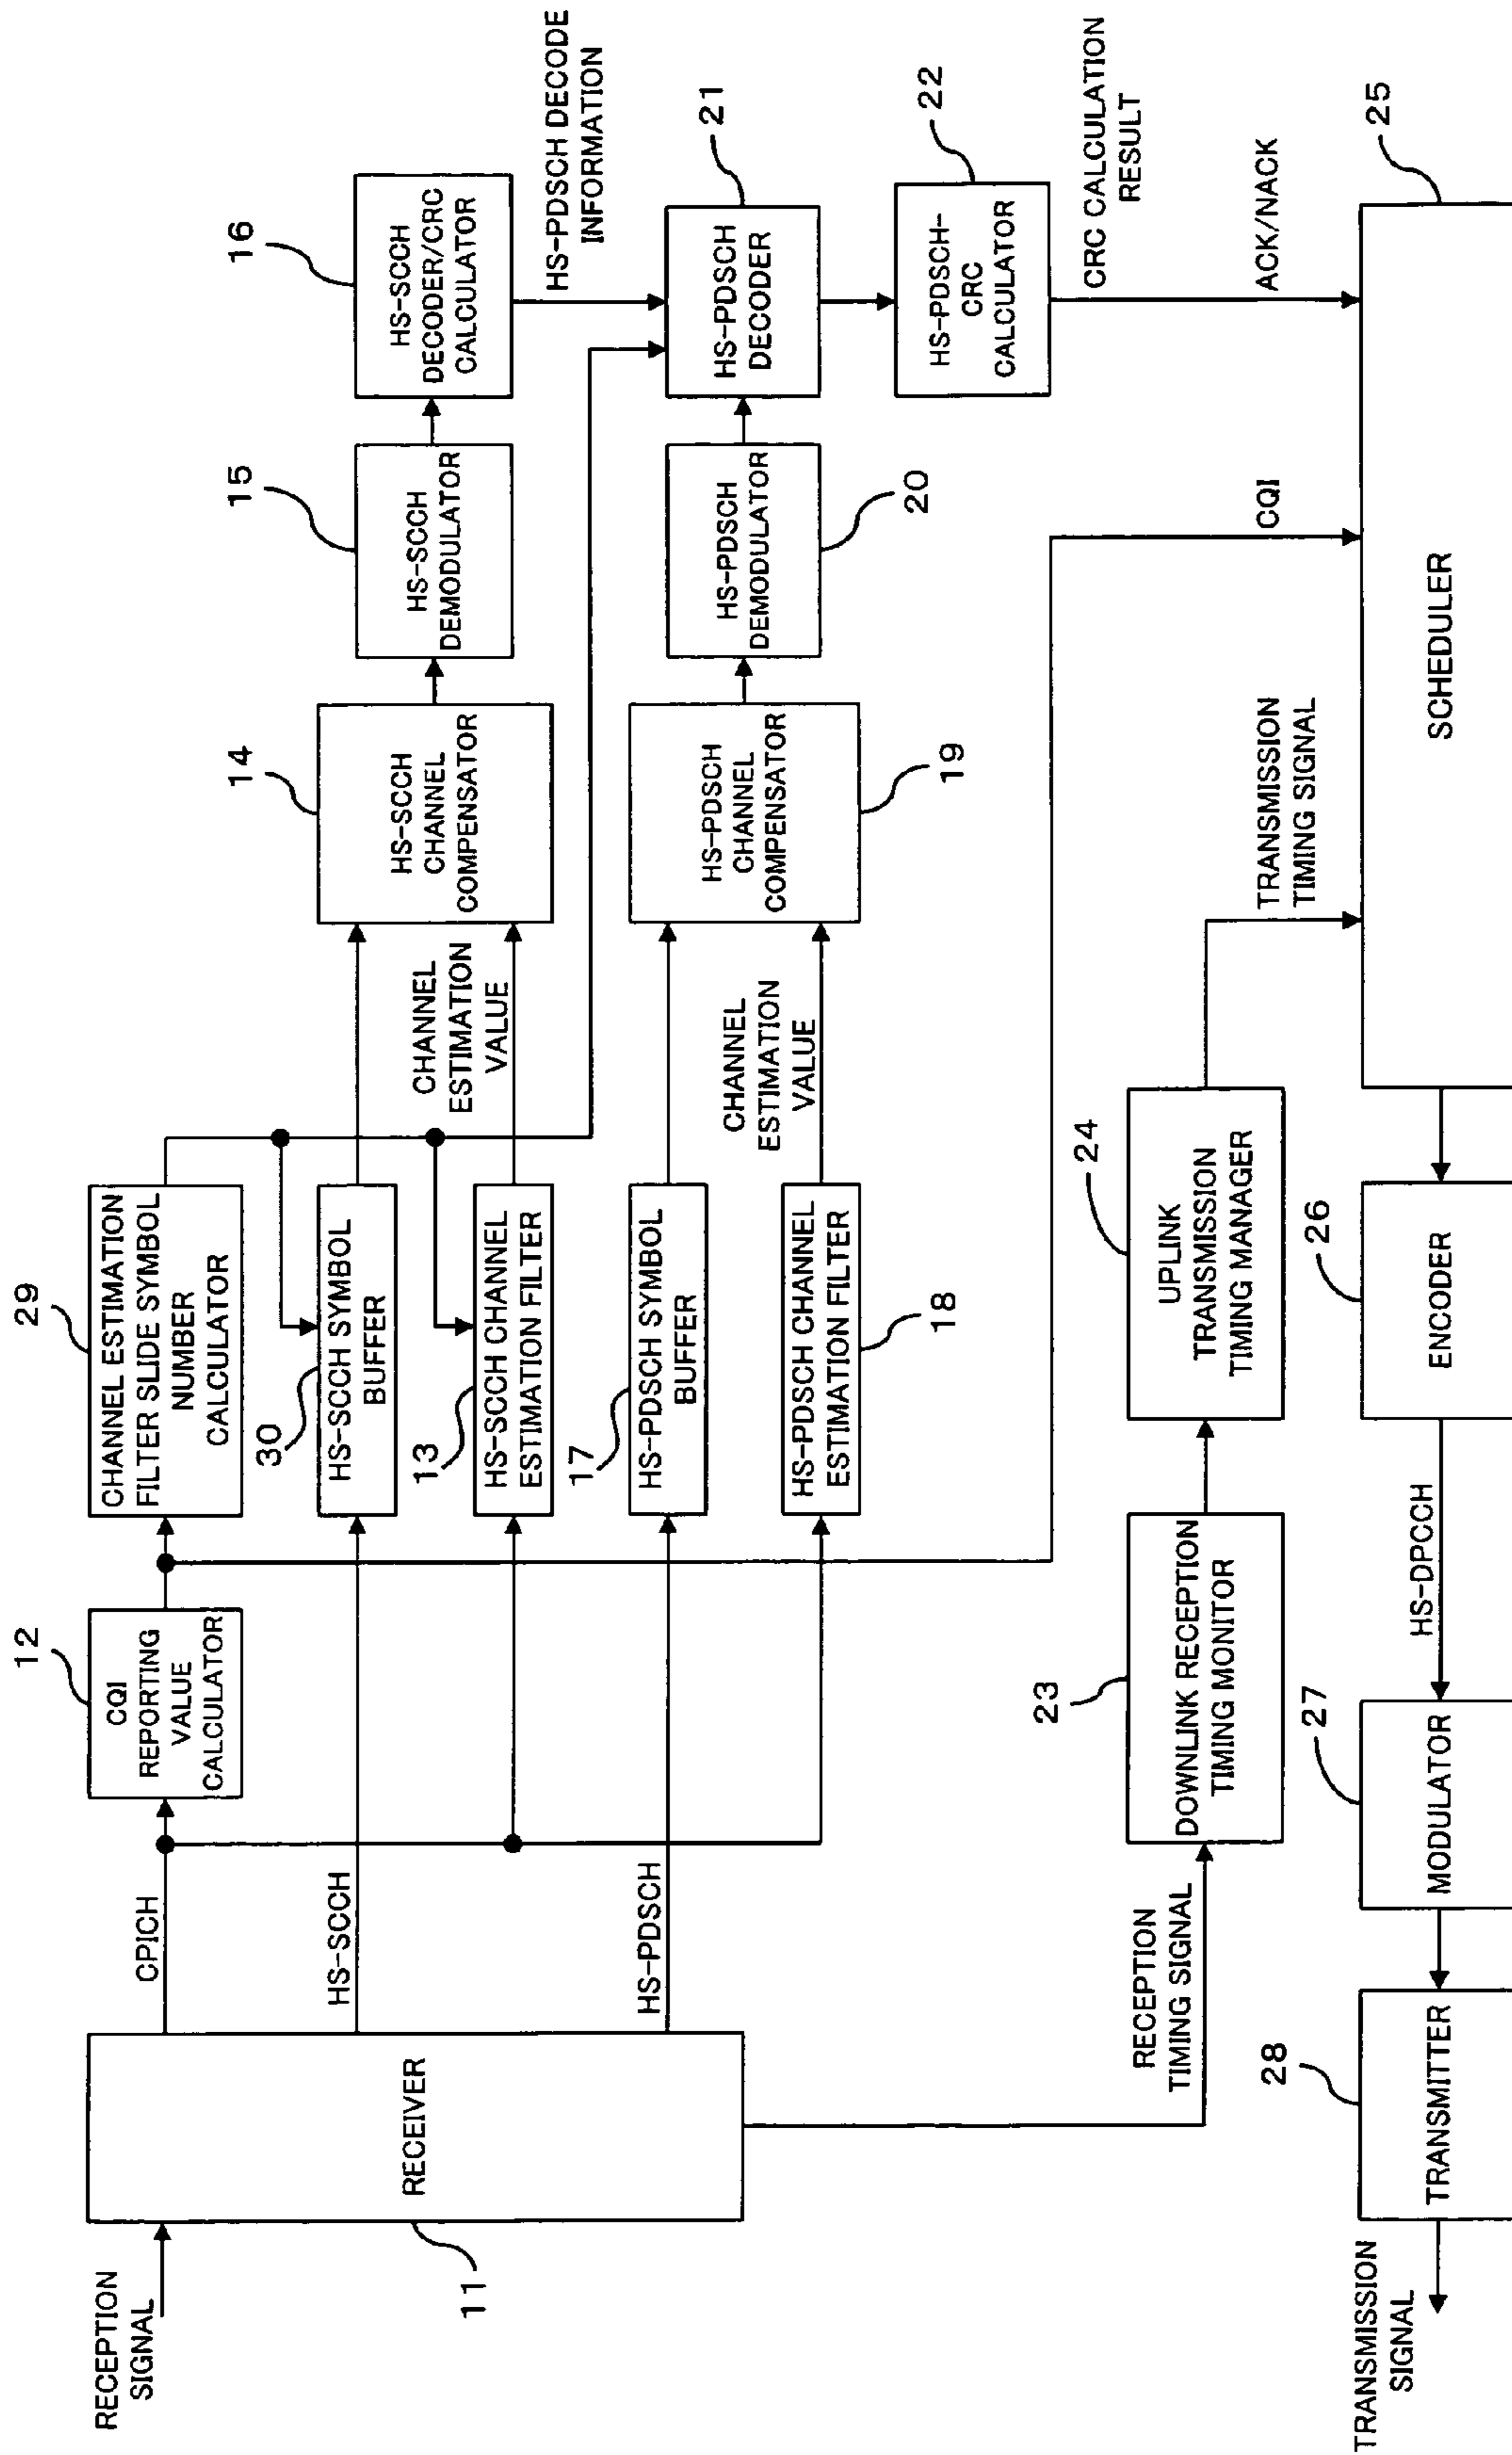 RECEPTION
SIGNAL
11
RECEIVER
CPICH
HS-SCCH
HS-PDSCH
12
CQI
REPORTING
VALUE
CALCULATOR
29
CHANNEL ESTIMATION
FILTER SLIDE SYMBOL
NUMBER
CALCULATOR
30
HS-SCCH SYMBOL
BUFFER
13
HS-SCCH CHANNEL
ESTIMATION FILTER
17
HS-PDSCH SYMBOL
BUFFER
HS-PDSCH CHANNEL
ESTIMATION FILTER
18
CHANNEL
ESTIMATION
VALUE
CHANNEL
ESTIMATION
VALUE
14
HS-SCCH
CHANNEL
COMPENSATOR
HS-PDSCH
CHANNEL
COMPENSATOR
19
15
HS-SCCH
DEMODULATOR
HS-PDSCH
DEMODULATOR
20
16
HS-SCCH
DECODER/CRC
CALCULATOR
HS-PDSCH DECODE
INFORMATION
HS-PDSCH
DECODER
21
HS-PDSCH-
CRC
CALCULATOR
22
CRC CALCULATION
RESULT
ACK/NACK
CQI
RECEPTION
TIMING SIGNAL
23
DOWNLINK RECEPTION
TIMING MONITOR
24
UPLINK
TRANSMISSION
TIMING MANAGER
TRANSMISSION
TIMING SIGNAL
TRANSMISSION
SIGNAL
28
TRANSMITTER
27
MODULATOR
HS-DPCCH
26
ENCODER
SCHEDULER
25